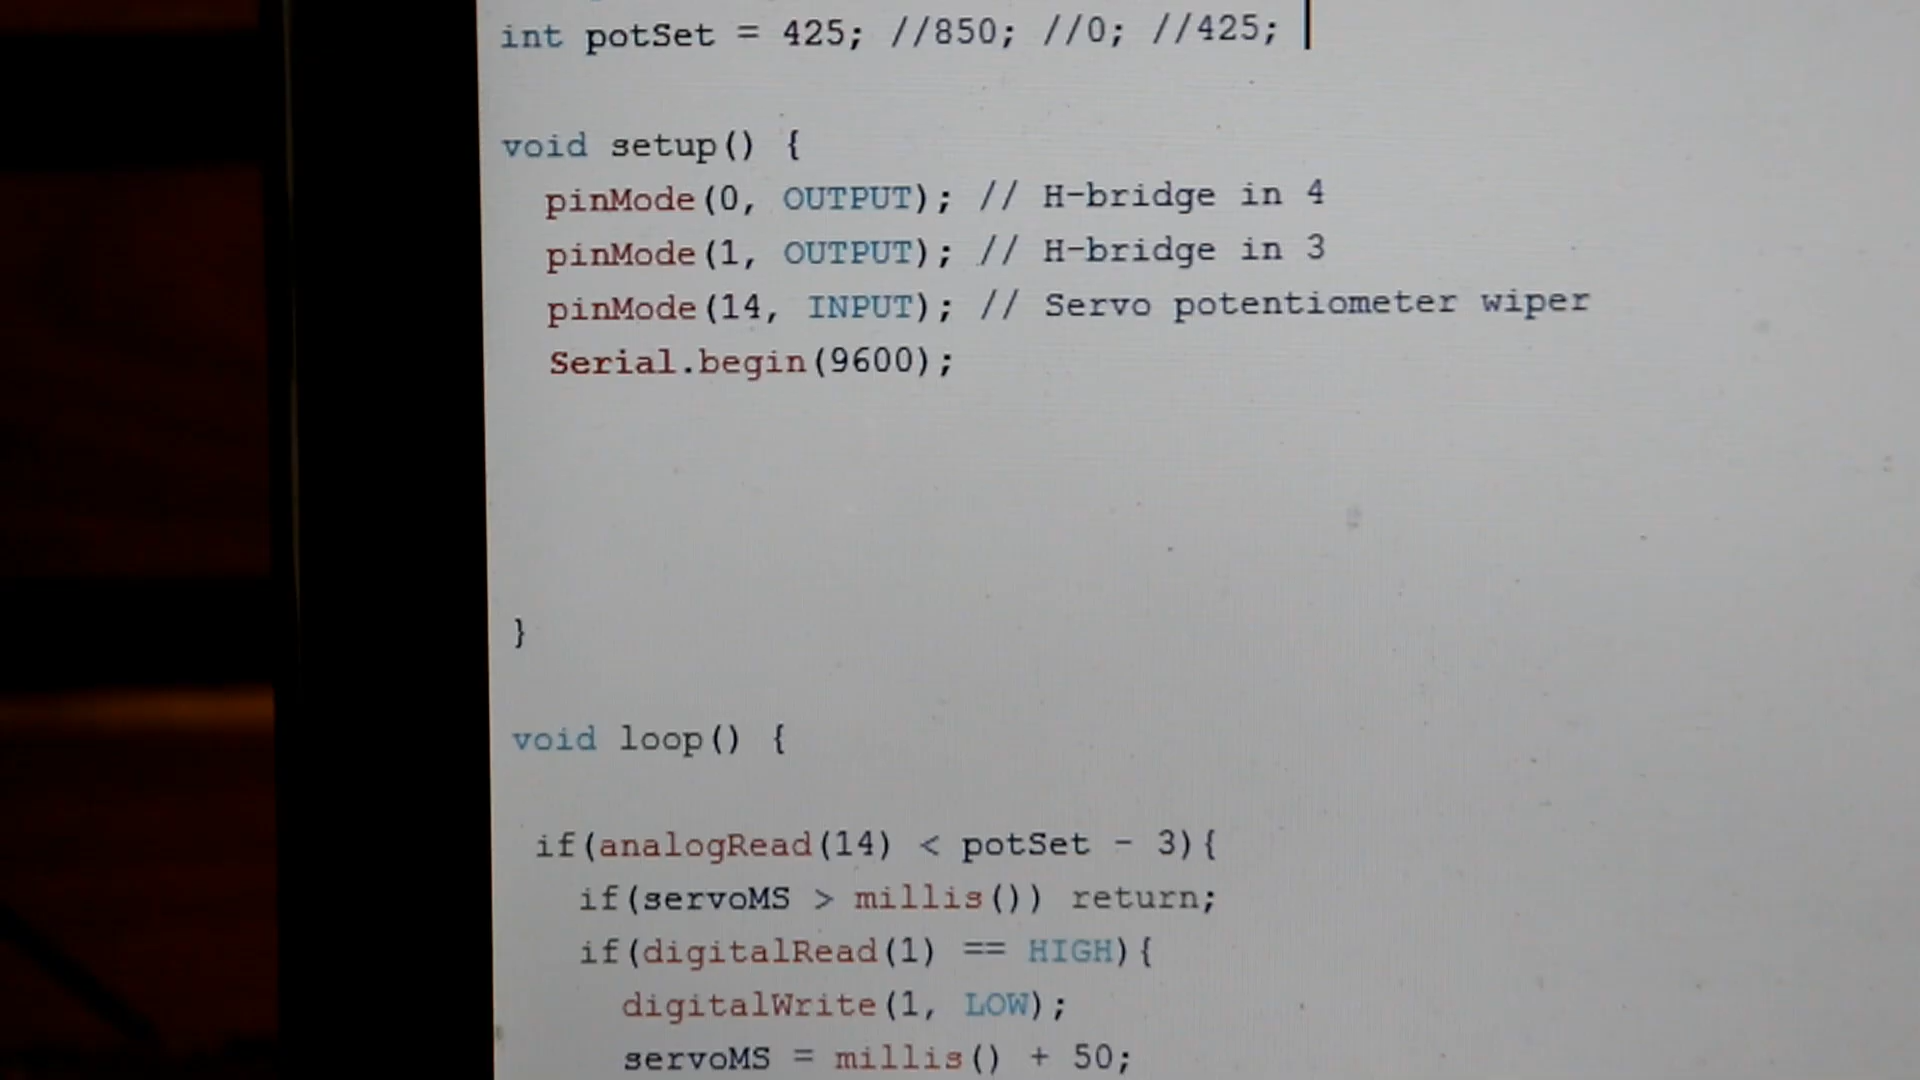 int potSet = 425; //850; //0; //425;
void setup() {
pinMode(0, OUTPUT); // H-bridge in 4
pinMode(1, OUTPUT); // H-bridge in 3
pinMode(14, INPUT); // Servo potentiometer wiper
Serial.begin(9600);
}
void loop() {
if(analogRead(14) < potSet - 3){
if(servoMS > millis()) return;
if(digitalRead(1) == HIGH){
digitalWrite(1, LOW);
servoMS = millis() + 50;